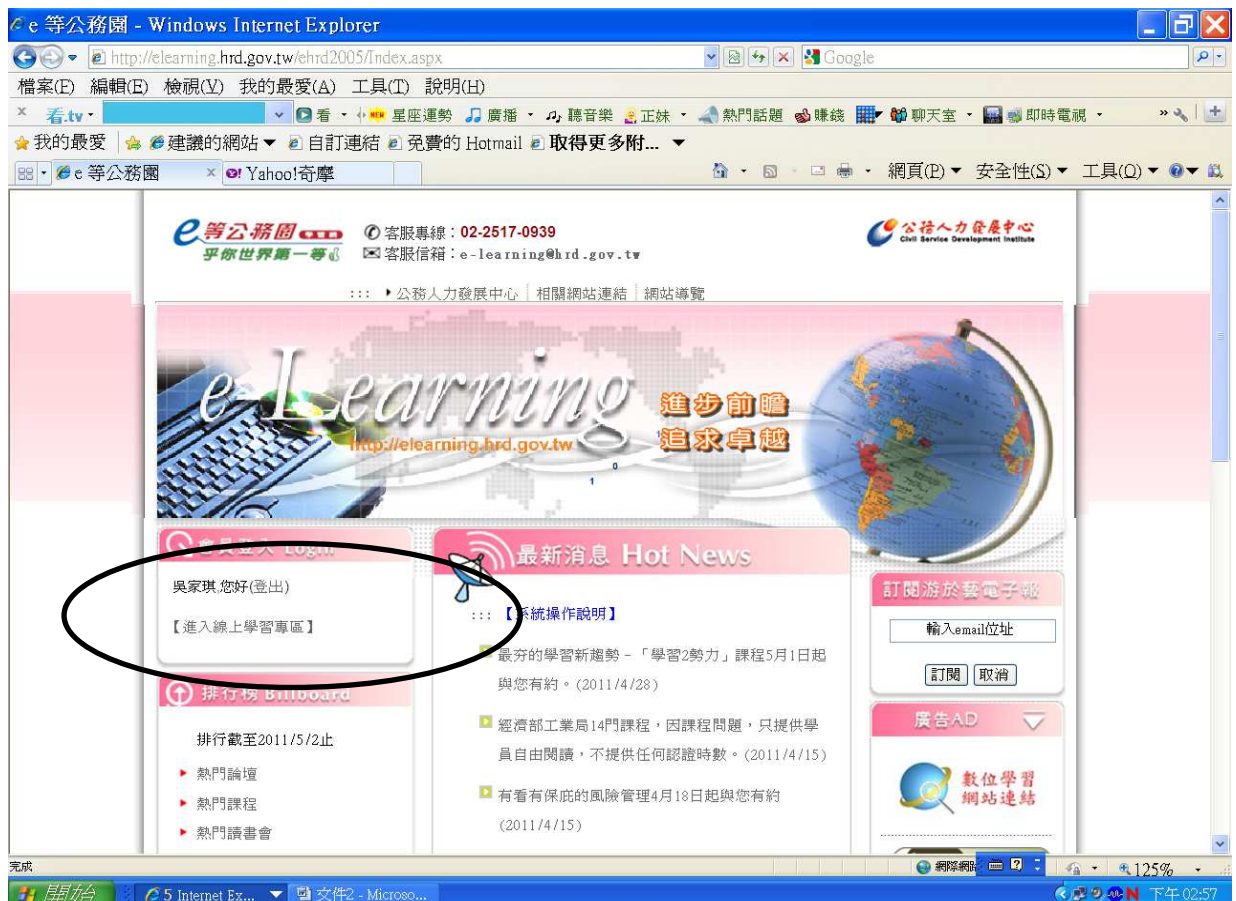 e 等公務園 - Windows Internet Explorer
http://elearning.hrd.gov.tw/ehrd2005/Index.aspx
Google
檔案(F) 編輯(E) 檢視(V) 我的最愛(A) 工具(T) 說明(H)
看.tv 看 星座運勢 廣播 聽音樂 正妹 熱門話題 賺錢 聊天室 即時電視
我的最愛 建議的網站 自訂連結 免費的 Hotmail 取得更多附...
e 等公務園 Yahoo!奇摩 網頁(P) 安全性(S) 工具(O)
e等公務園
乎你世界第一等
客服專線：02-2517-0939
客服信箱：e-learning@hrd.gov.tw
公務人力發展中心
Civil Service Development Institute
::: 公務人力發展中心 相關網站連結 網站導覽
e-Learning
http://elearning.hrd.gov.tw
進步前瞻
追求卓越
會員登入 Login
吳家琪,您好(登出)
【進入線上學習專區】
排行榜 Billboard
排行截至2011/5/2止
熱門論壇
熱門課程
熱門讀書會
最新消息 Hot News
::: 【系統操作說明】
最夯的學習新趨勢－「學習2勢力」課程5月1日起
與您有約。(2011/4/28)
經濟部工業局14門課程，因課程問題，只提供學
員自由閱讀，不提供任何認證時數。(2011/4/15)
有看有保庇的風險管理4月18日起與您有約
(2011/4/15)
訂閱游於藝電子報
輸入email位址
訂閱 取消
廣告AD
數位學習
網站連結
完成
網際網路
125%
開始 5 Internet Ex... 文件2 - Microso... 下午 02:57